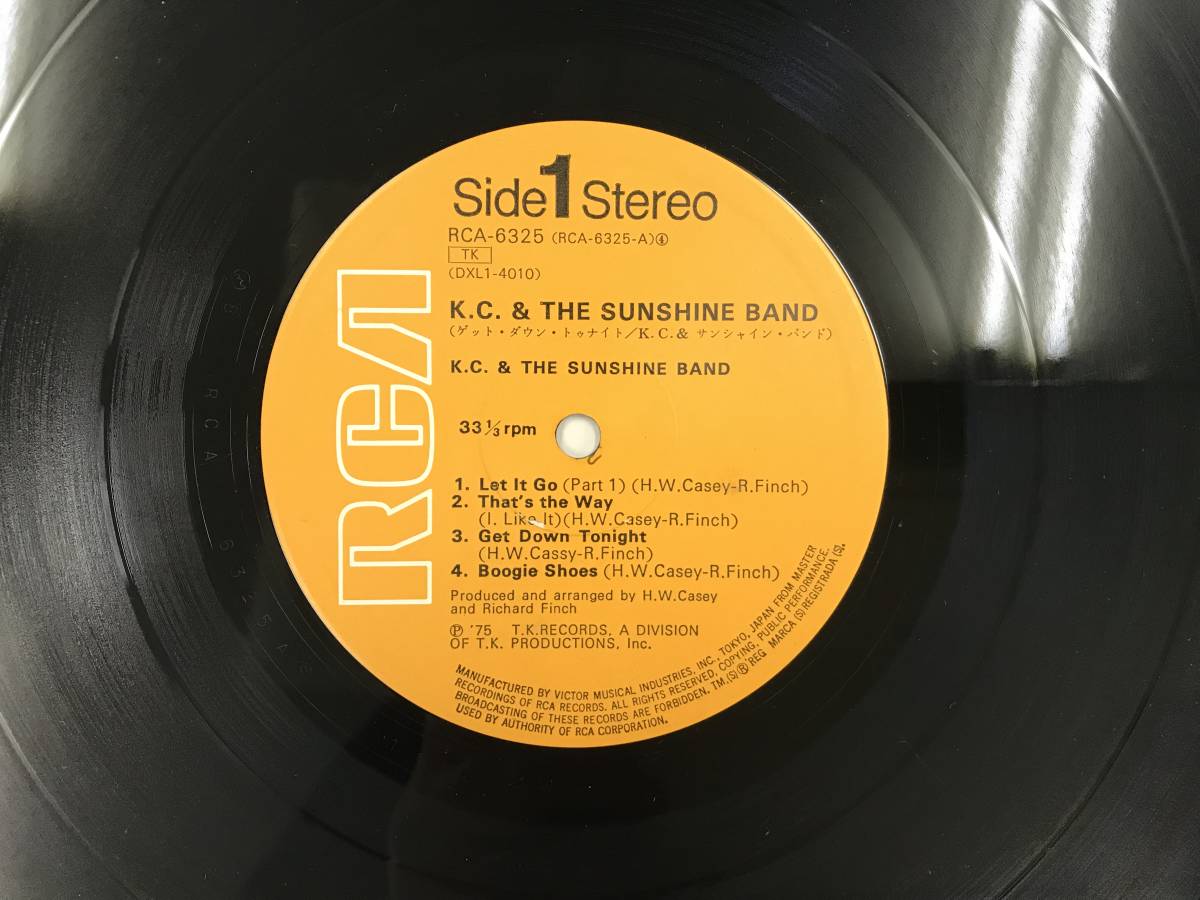 Side 1 Stereo
RCA-6325 (RCA-6325-A)④
TK
(DXL1-4010)
K.C. & THE SUNSHINE BAND
(ゲット・ダウン・トゥナイト/K.C.& サンシャイン・バンド)
K.C. & THE SUNSHINE BAND
33 1/3 rpm
1. Let It Go (Part 1) (H.W.Casey-R.Finch)
2. That's the Way
(I. Like It)(H.W.Casey-R.Finch)
3. Get Down Tonight
(H.W.Cassy-R.Finch)
4. Boogie Shoes (H.W.Casey-R.Finch)
Produced and arranged by H.W.Casey
and Richard Finch
Ⓟ '75 T.K.RECORDS, A DIVISION
OF T.K. PRODUCTIONS, Inc.
MANUFACTURED BY VICTOR MUSICAL INDUSTRIES, INC., TOKYO, JAPAN FROM MASTER
RECORDINGS OF RCA RECORDS. ALL RIGHTS RESERVED, COPYING, PUBLIC PERFORMANCE,
BROADCASTING OF THESE RECORDS ARE FORBIDDEN. TM.(S)® REG MARCA (S) REGISTRADA (S).
USED BY AUTHORITY OF RCA CORPORATION.
RCA